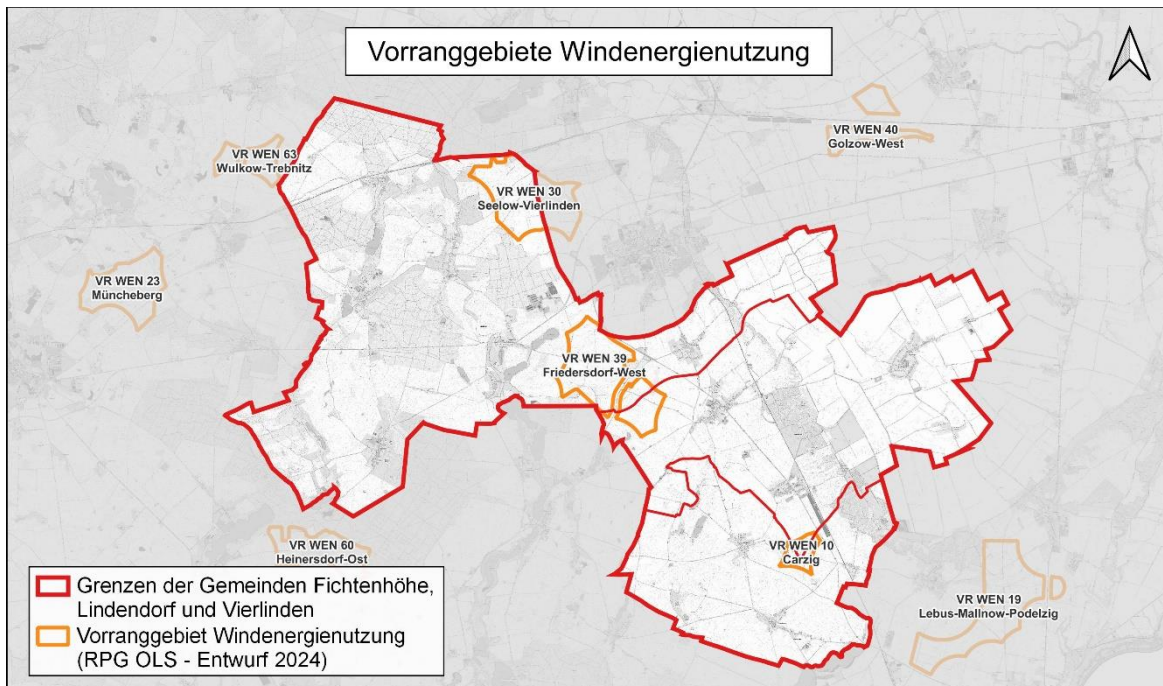 Vorranggebiete Windenergienutzung
VR WEN 40
Golzow-West
VR WEN 63
Wulkow-Trebnitz
VR WEN 30
Seelow-Vierlinden
VR WEN 23
Müncheberg
VR WEN 39
Friedersdorf-West
VR WEN 60
Heinersdorf-Ost
VR WEN 10
Carzig
VR WEN 19
Lebus-Mallnow-Podelzig
Grenzen der Gemeinden Fichtenhöhe,
Lindendorf und Vierlinden
Vorranggebiet Windenergienutzung
(RPG OLS - Entwurf 2024)